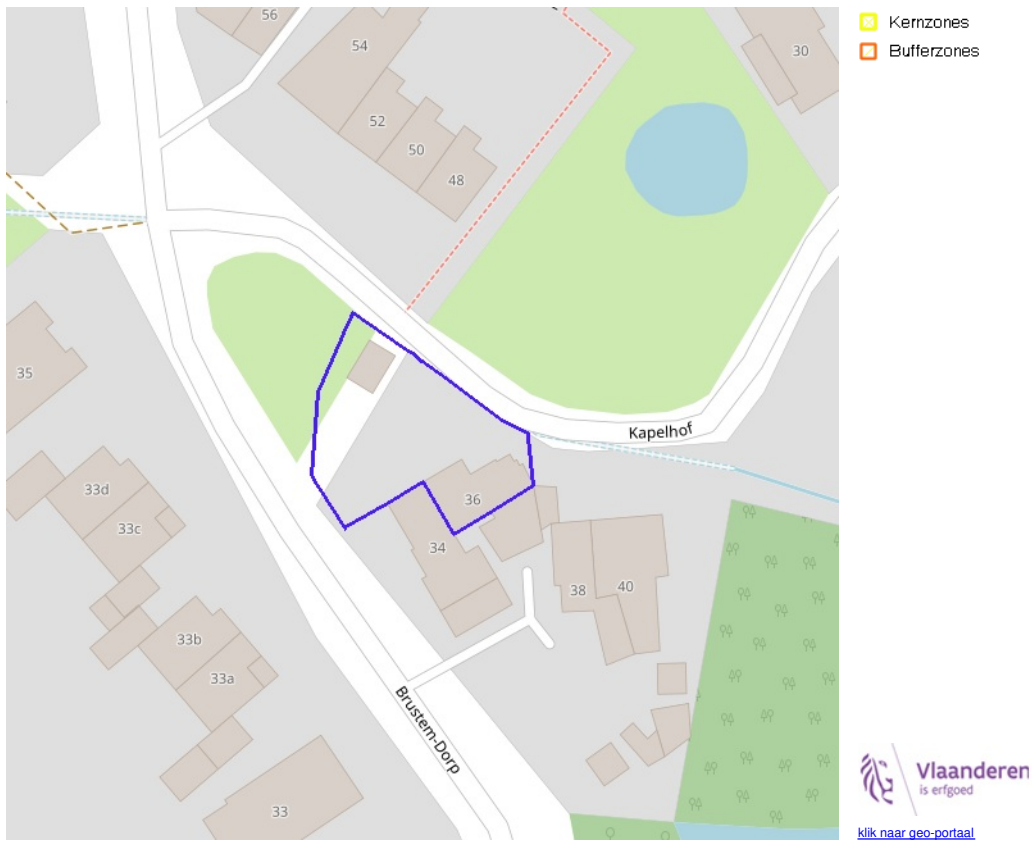 56
54
30
52
50
48
35
Kapelhof
33d
36
33c
34
38
40
33b
33a
Brustem-Dorp
33
Kernzones
Bufferzones
Vlaanderen
is erfgoed
klik naar geo-portaal